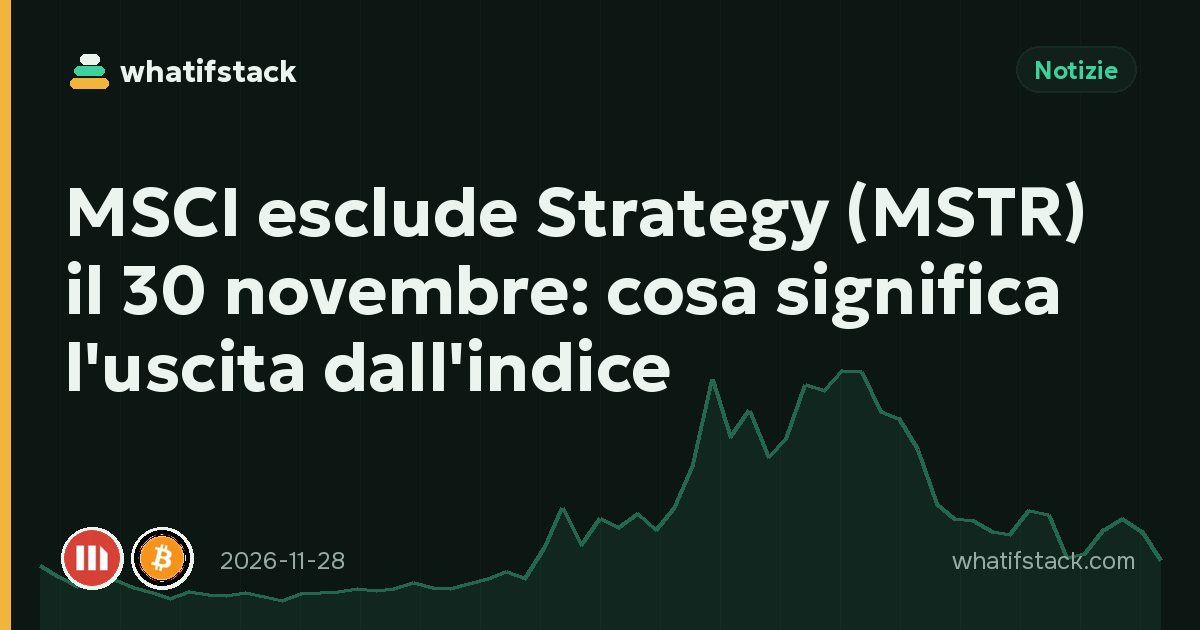 whatifstack
Notizie
MSCI esclude Strategy (MSTR)
il 30 novembre: cosa significa
l'uscita dall'indice
2026-11-28
whatifstack.com